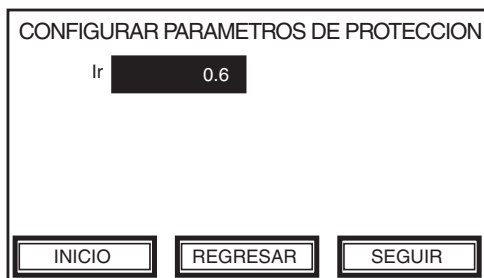 CONFIGURAR PARAMETROS DE PROTECCION
Ir 0.6
INICIO REGRESAR SEGUIR